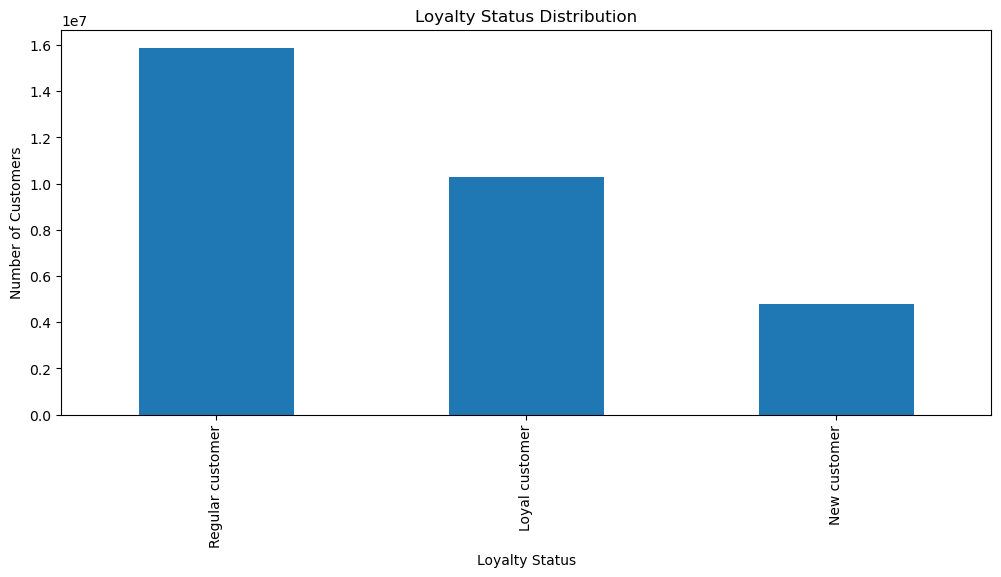 Loyalty Status Distribution
1e7
1.6
1.4
1.2
1.0
0.8
0.6
0.4
0.2
0.0
Number of Customers
Regular customer
Loyal customer
New customer
Loyalty Status